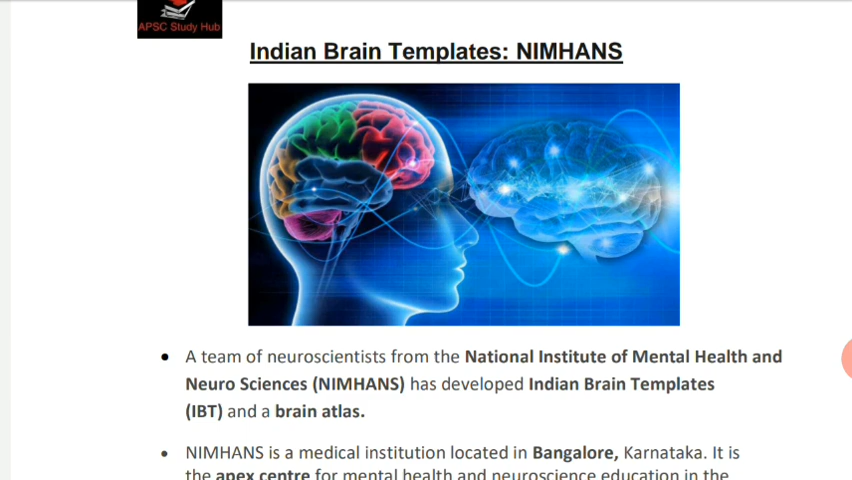 APSC Study Hub
Indian Brain Templates: NIMHANS
• A team of neuroscientists from the National Institute of Mental Health and
Neuro Sciences (NIMHANS) has developed Indian Brain Templates
(IBT) and a brain atlas.
• NIMHANS is a medical institution located in Bangalore, Karnataka. It is
the apex centre for mental health and neuroscience education in the